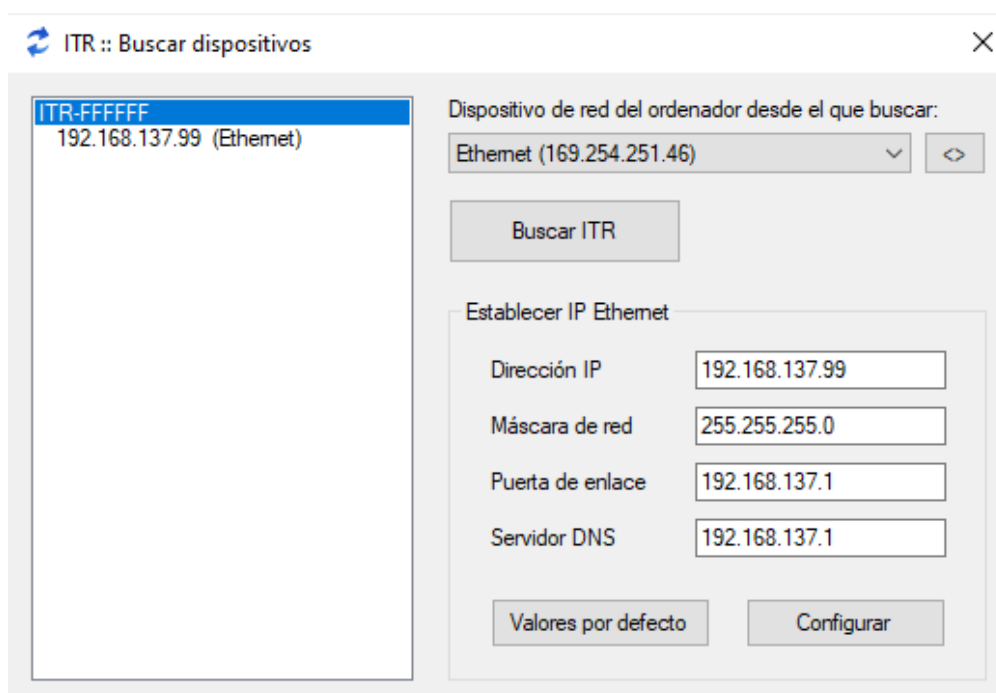 ITR :: Buscar dispositivos
ITR-FFFFFF
192.168.137.99 (Ethernet)
Dispositivo de red del ordenador desde el que buscar:
Ethernet (169.254.251.46)
<>
Buscar ITR
Establecer IP Ethernet
Dirección IP 192.168.137.99
Máscara de red 255.255.255.0
Puerta de enlace 192.168.137.1
Servidor DNS 192.168.137.1
Valores por defecto Configurar